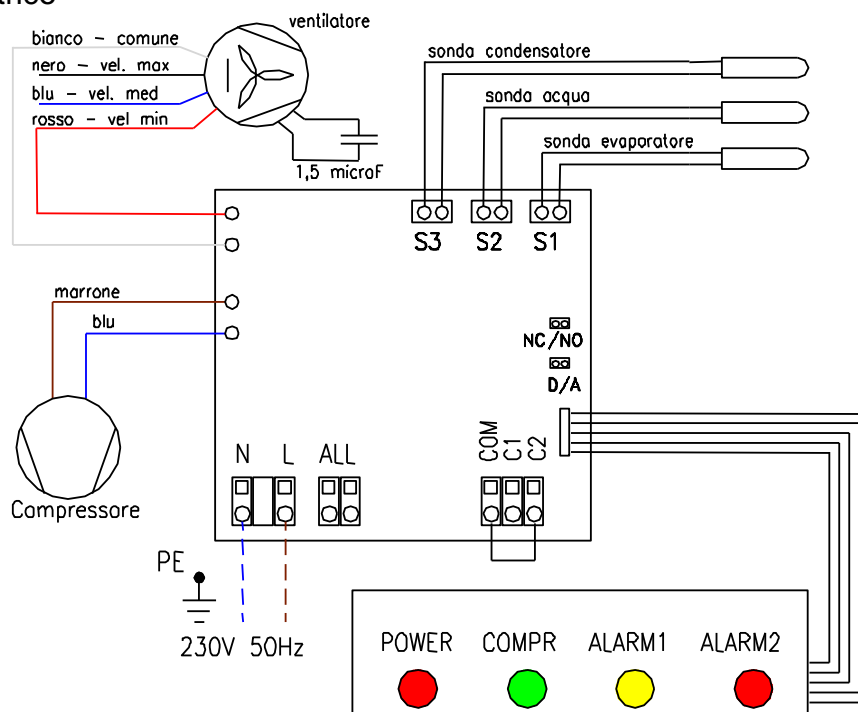 ventilatore
bianco - comune
nero - vel. max
blu - vel. med
rosso - vel min
1,5 microF
sonda condensatore
sonda acqua
sonda evaporatore
S3 S2 S1
marrone
blu
NC/NO
D/A
Compressore
N L ALL
COM C1 C2
PE
230V 50Hz
POWER COMPR ALARM1 ALARM2